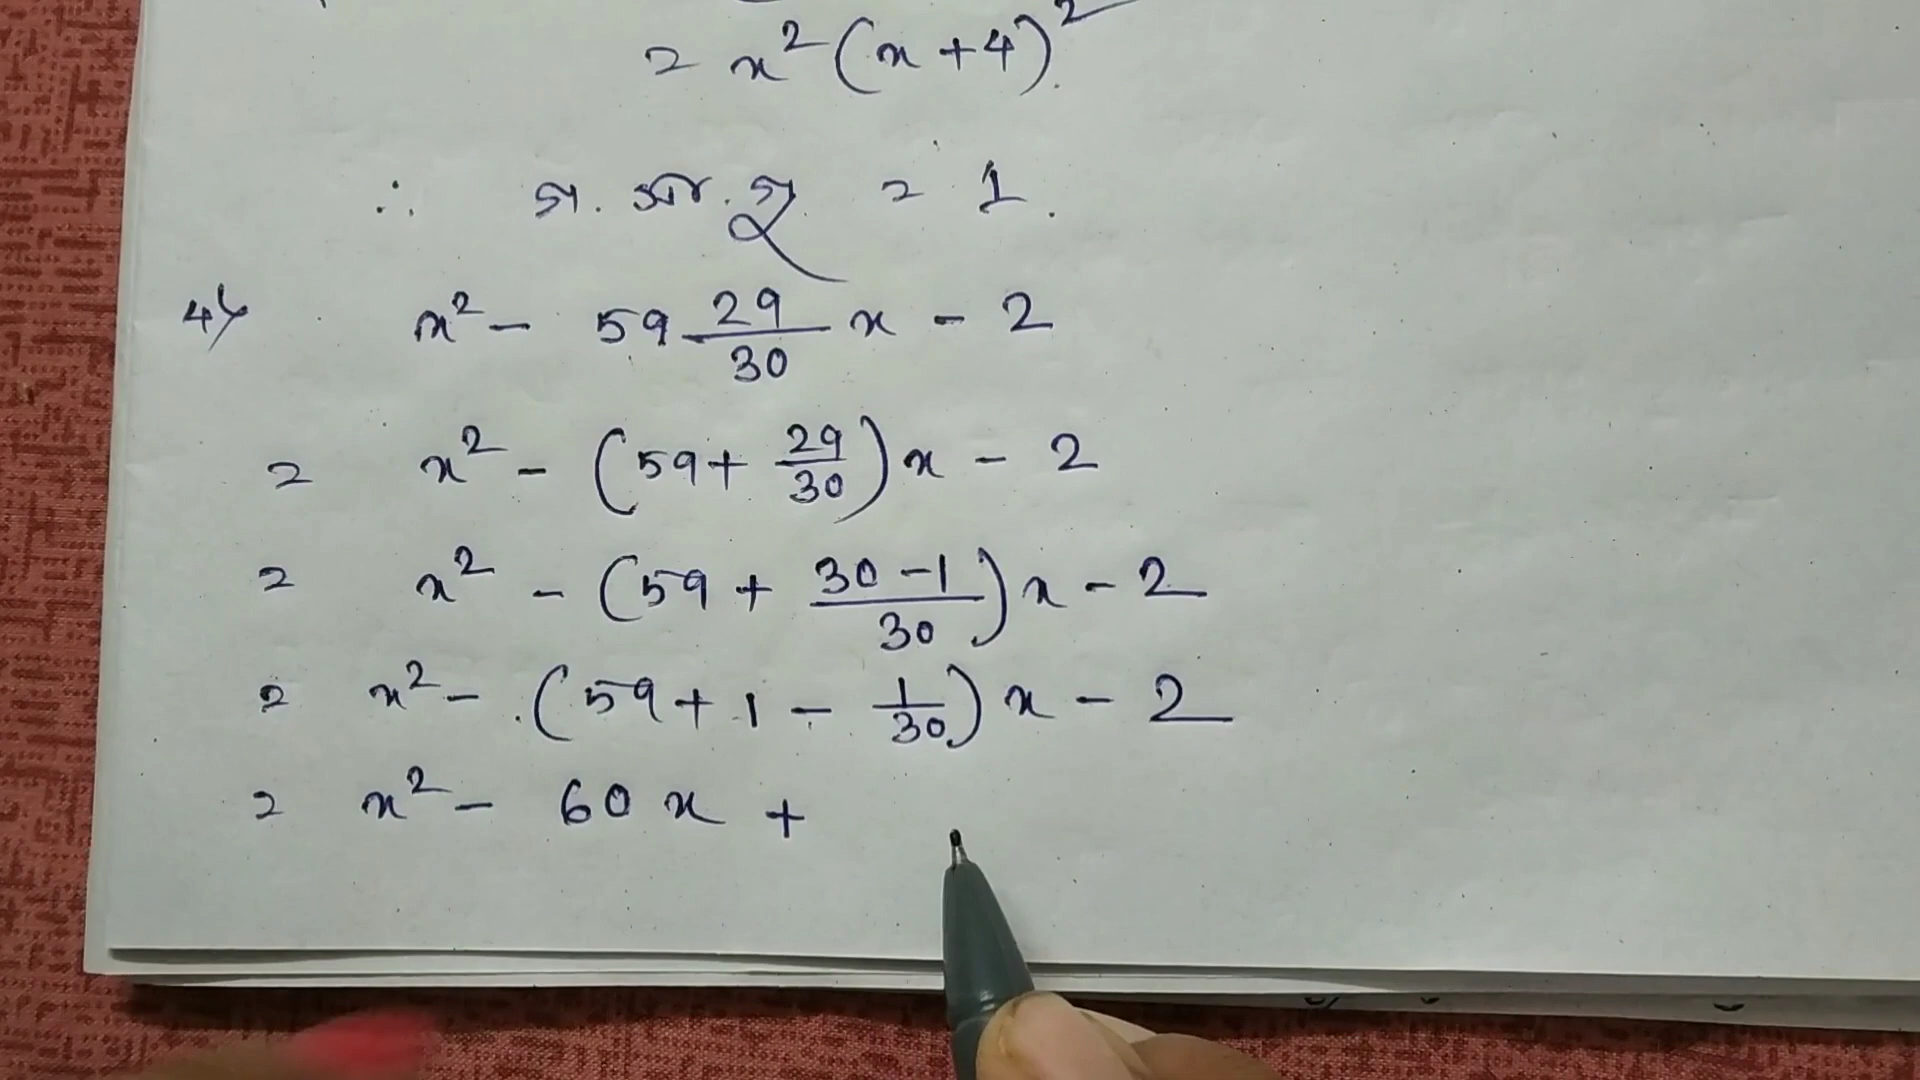 = x²(x+4)².
∴ গ.সা.গু = 1.
4) x² - 59 29/30 x - 2
= x² - (59 + 29/30)x - 2
= x² - (59 + 30-1/30)x - 2
= x² - (59 + 1 - 1/30)x - 2
= x² - 60x +